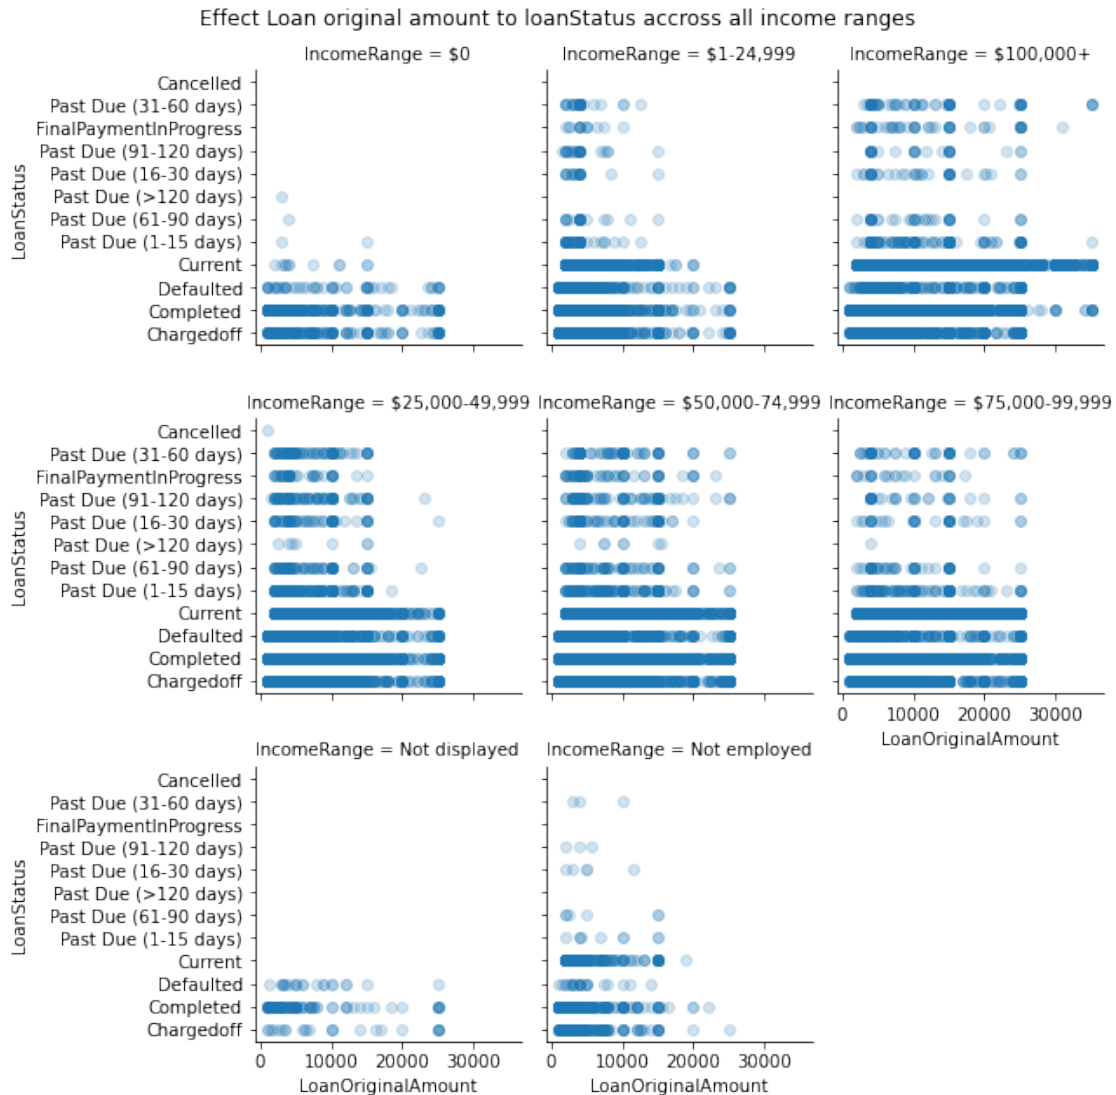 Effect Loan original amount to loanStatus accross all income ranges
IncomeRange = $0
IncomeRange = $1-24,999
IncomeRange = $100,000+
LoanStatus
Cancelled
Past Due (31-60 days)
FinalPaymentInProgress
Past Due (91-120 days)
Past Due (16-30 days)
Past Due (>120 days)
Past Due (61-90 days)
Past Due (1-15 days)
Current
Defaulted
Completed
Chargedoff
IncomeRange = $25,000-49,999
IncomeRange = $50,000-74,999
IncomeRange = $75,000-99,999
LoanStatus
Cancelled
Past Due (31-60 days)
FinalPaymentInProgress
Past Due (91-120 days)
Past Due (16-30 days)
Past Due (>120 days)
Past Due (61-90 days)
Past Due (1-15 days)
Current
Defaulted
Completed
Chargedoff
0 10000 20000 30000
LoanOriginalAmount
IncomeRange = Not displayed
IncomeRange = Not employed
LoanStatus
Cancelled
Past Due (31-60 days)
FinalPaymentInProgress
Past Due (91-120 days)
Past Due (16-30 days)
Past Due (>120 days)
Past Due (61-90 days)
Past Due (1-15 days)
Current
Defaulted
Completed
Chargedoff
0 10000 20000 30000
LoanOriginalAmount
0 10000 20000 30000
LoanOriginalAmount